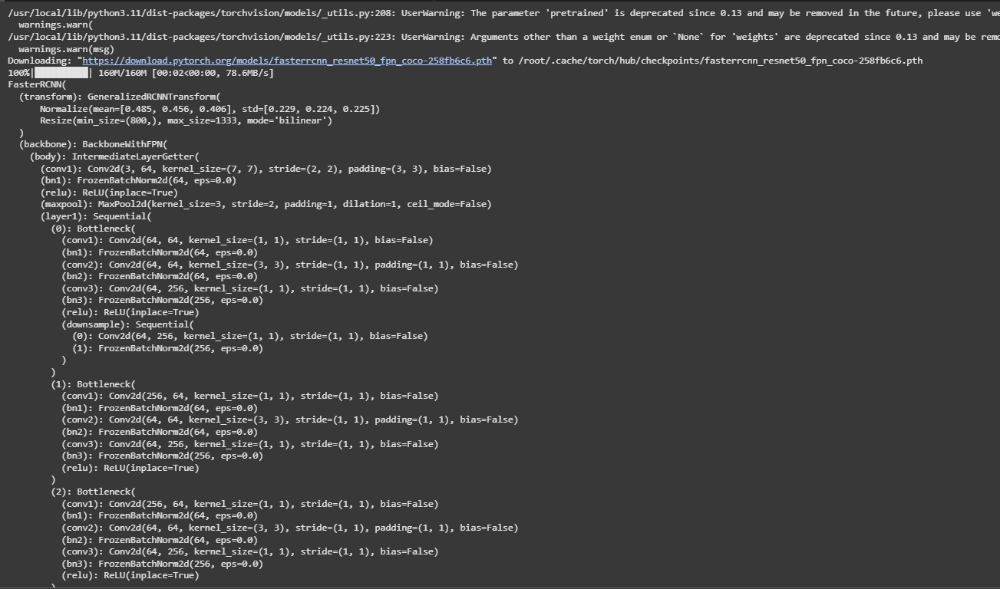 /usr/local/lib/python3.11/dist-packages/torchvision/models/_utils.py:208: UserWarning: The parameter 'pretrained' is deprecated since 0.13 and may be removed in the future, please use 'we
  warnings.warn(
/usr/local/lib/python3.11/dist-packages/torchvision/models/_utils.py:223: UserWarning: Arguments other than a weight enum or `None` for 'weights' are deprecated since 0.13 and may be remo
  warnings.warn(msg)
Downloading: "https://download.pytorch.org/models/fasterrcnn_resnet50_fpn_coco-258fb6c6.pth" to /root/.cache/torch/hub/checkpoints/fasterrcnn_resnet50_fpn_coco-258fb6c6.pth
100%|██████████| 160M/160M [00:02<00:00, 78.6MB/s]
FasterRCNN(
  (transform): GeneralizedRCNNTransform(
      Normalize(mean=[0.485, 0.456, 0.406], std=[0.229, 0.224, 0.225])
      Resize(min_size=(800,), max_size=1333, mode='bilinear')
  )
  (backbone): BackboneWithFPN(
    (body): IntermediateLayerGetter(
      (conv1): Conv2d(3, 64, kernel_size=(7, 7), stride=(2, 2), padding=(3, 3), bias=False)
      (bn1): FrozenBatchNorm2d(64, eps=0.0)
      (relu): ReLU(inplace=True)
      (maxpool): MaxPool2d(kernel_size=3, stride=2, padding=1, dilation=1, ceil_mode=False)
      (layer1): Sequential(
        (0): Bottleneck(
          (conv1): Conv2d(64, 64, kernel_size=(1, 1), stride=(1, 1), bias=False)
          (bn1): FrozenBatchNorm2d(64, eps=0.0)
          (conv2): Conv2d(64, 64, kernel_size=(3, 3), stride=(1, 1), padding=(1, 1), bias=False)
          (bn2): FrozenBatchNorm2d(64, eps=0.0)
          (conv3): Conv2d(64, 256, kernel_size=(1, 1), stride=(1, 1), bias=False)
          (bn3): FrozenBatchNorm2d(256, eps=0.0)
          (relu): ReLU(inplace=True)
          (downsample): Sequential(
            (0): Conv2d(64, 256, kernel_size=(1, 1), stride=(1, 1), bias=False)
            (1): FrozenBatchNorm2d(256, eps=0.0)
          )
        )
        (1): Bottleneck(
          (conv1): Conv2d(256, 64, kernel_size=(1, 1), stride=(1, 1), bias=False)
          (bn1): FrozenBatchNorm2d(64, eps=0.0)
          (conv2): Conv2d(64, 64, kernel_size=(3, 3), stride=(1, 1), padding=(1, 1), bias=False)
          (bn2): FrozenBatchNorm2d(64, eps=0.0)
          (conv3): Conv2d(64, 256, kernel_size=(1, 1), stride=(1, 1), bias=False)
          (bn3): FrozenBatchNorm2d(256, eps=0.0)
          (relu): ReLU(inplace=True)
        )
        (2): Bottleneck(
          (conv1): Conv2d(256, 64, kernel_size=(1, 1), stride=(1, 1), bias=False)
          (bn1): FrozenBatchNorm2d(64, eps=0.0)
          (conv2): Conv2d(64, 64, kernel_size=(3, 3), stride=(1, 1), padding=(1, 1), bias=False)
          (bn2): FrozenBatchNorm2d(64, eps=0.0)
          (conv3): Conv2d(64, 256, kernel_size=(1, 1), stride=(1, 1), bias=False)
          (bn3): FrozenBatchNorm2d(256, eps=0.0)
          (relu): ReLU(inplace=True)
        )